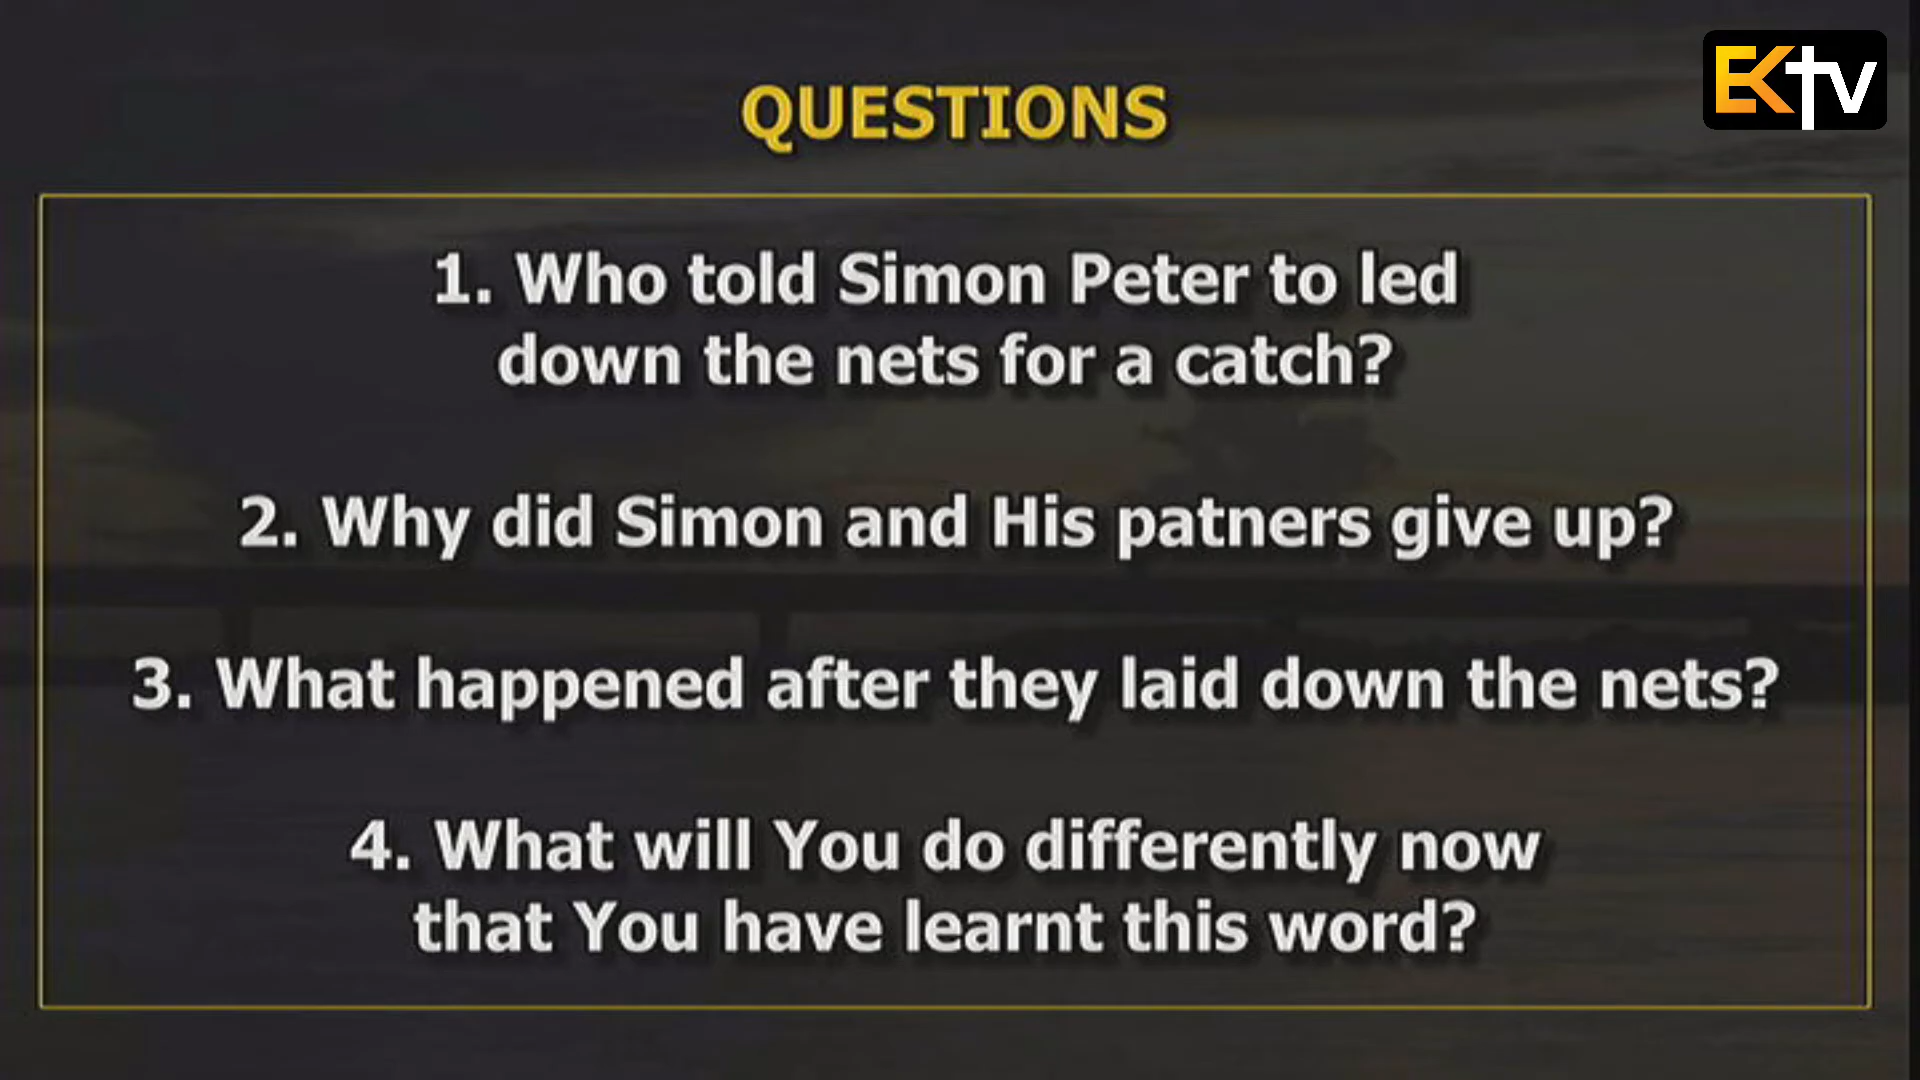 EKTV
QUESTIONS
1. Who told Simon Peter to led
down the nets for a catch?
2. Why did Simon and His patners give up?
3. What happened after they laid down the nets?
4. What will You do differently now
that You have learnt this word?